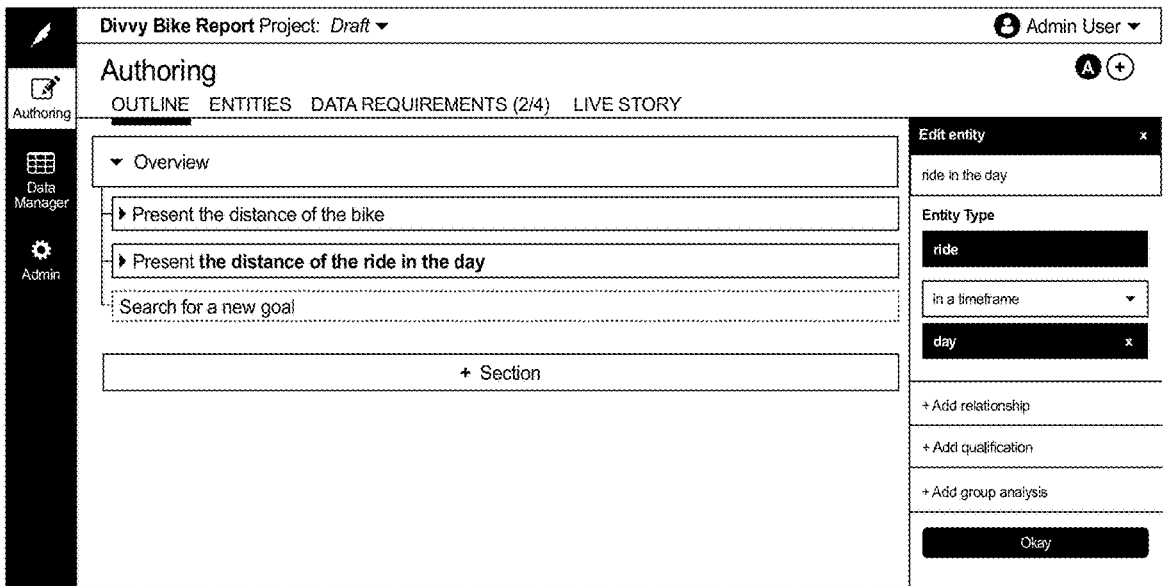 Divvy Bike Report Project: Draft
Admin User
Authoring
Data
Manager
Admin
Authoring
A +
OUTLINE ENTITIES DATA REQUIREMENTS (2/4) LIVE STORY
Overview
Present the distance of the bike
Present the distance of the ride in the day
Search for a new goal
+ Section
Edit entity x
ride in the day
Entity Type
ride
in a timeframe
day x
+ Add relationship
+ Add qualification
+ Add group analysis
Okay